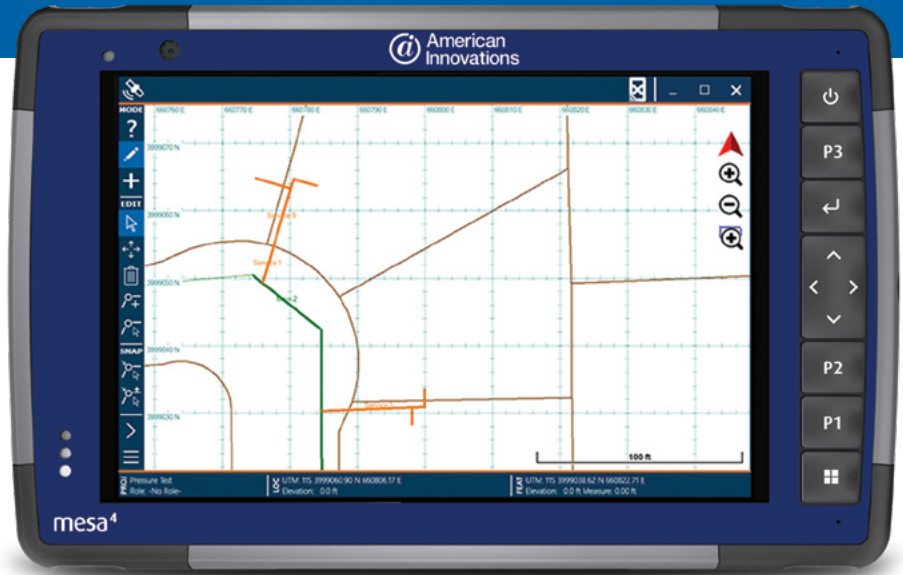 American
Innovations
MODE
660760 E
660770 E
660780 E
660790 E
660800 E
660810 E
660820 E
660830 E
660840 E
?
3999070 N
P3
EDIT
3999060 N
Service 1
3999050 N
SNAP
3999040 N
P2
3999030 N
P1
100 ft
PROJ
Pressure Test
Role: -No Role-
LOC
UTM: 11S 3999060.90 N 660806.17 E
Elevation: 0.0 ft
FEAT
UTM: 11S 3999038.62 N 660822.71 E
Elevation: 0.0 ft Measure: 0.00 ft
mesa⁴